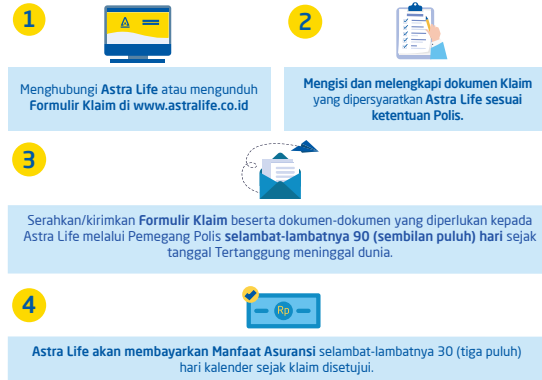 1
2
Menghubungi Astra Life atau mengunduh
Formulir Klaim di www.astralife.co.id
Mengisi dan melengkapi dokumen Klaim
yang dipersyaratkan Astra Life sesuai
ketentuan Polis.
3
Serahkan/kirimkan Formulir Klaim beserta dokumen-dokumen yang diperlukan kepada
Astra Life melalui Pemegang Polis selambat-lambatnya 90 (sembilan puluh) hari sejak
tanggal Tertanggung meninggal dunia.
4
Rp
Astra Life akan membayarkan Manfaat Asuransi selambat-lambatnya 30 (tiga puluh)
hari kalender sejak klaim disetujui.